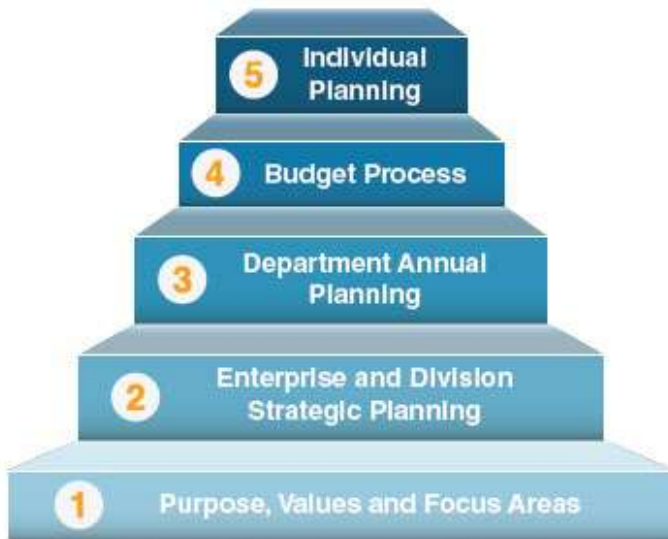 5
Individual
Planning
4
Budget Process
3
Department Annual
Planning
2
Enterprise and Division
Strategic Planning
1
Purpose, Values and Focus Areas